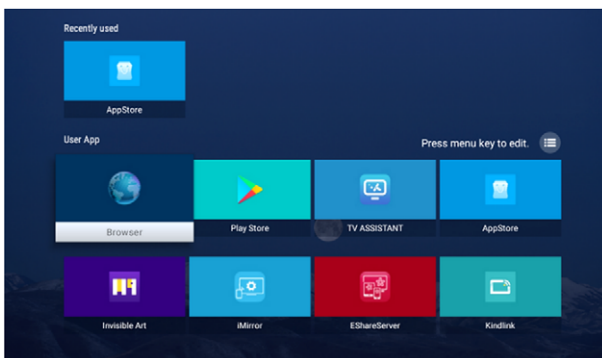 Recently used
AppStore
User App
Press menu key to edit.
Browser
Play Store
TV ASSISTANT
AppStore
Invisible Art
iMirror
EShareServer
Kindlink